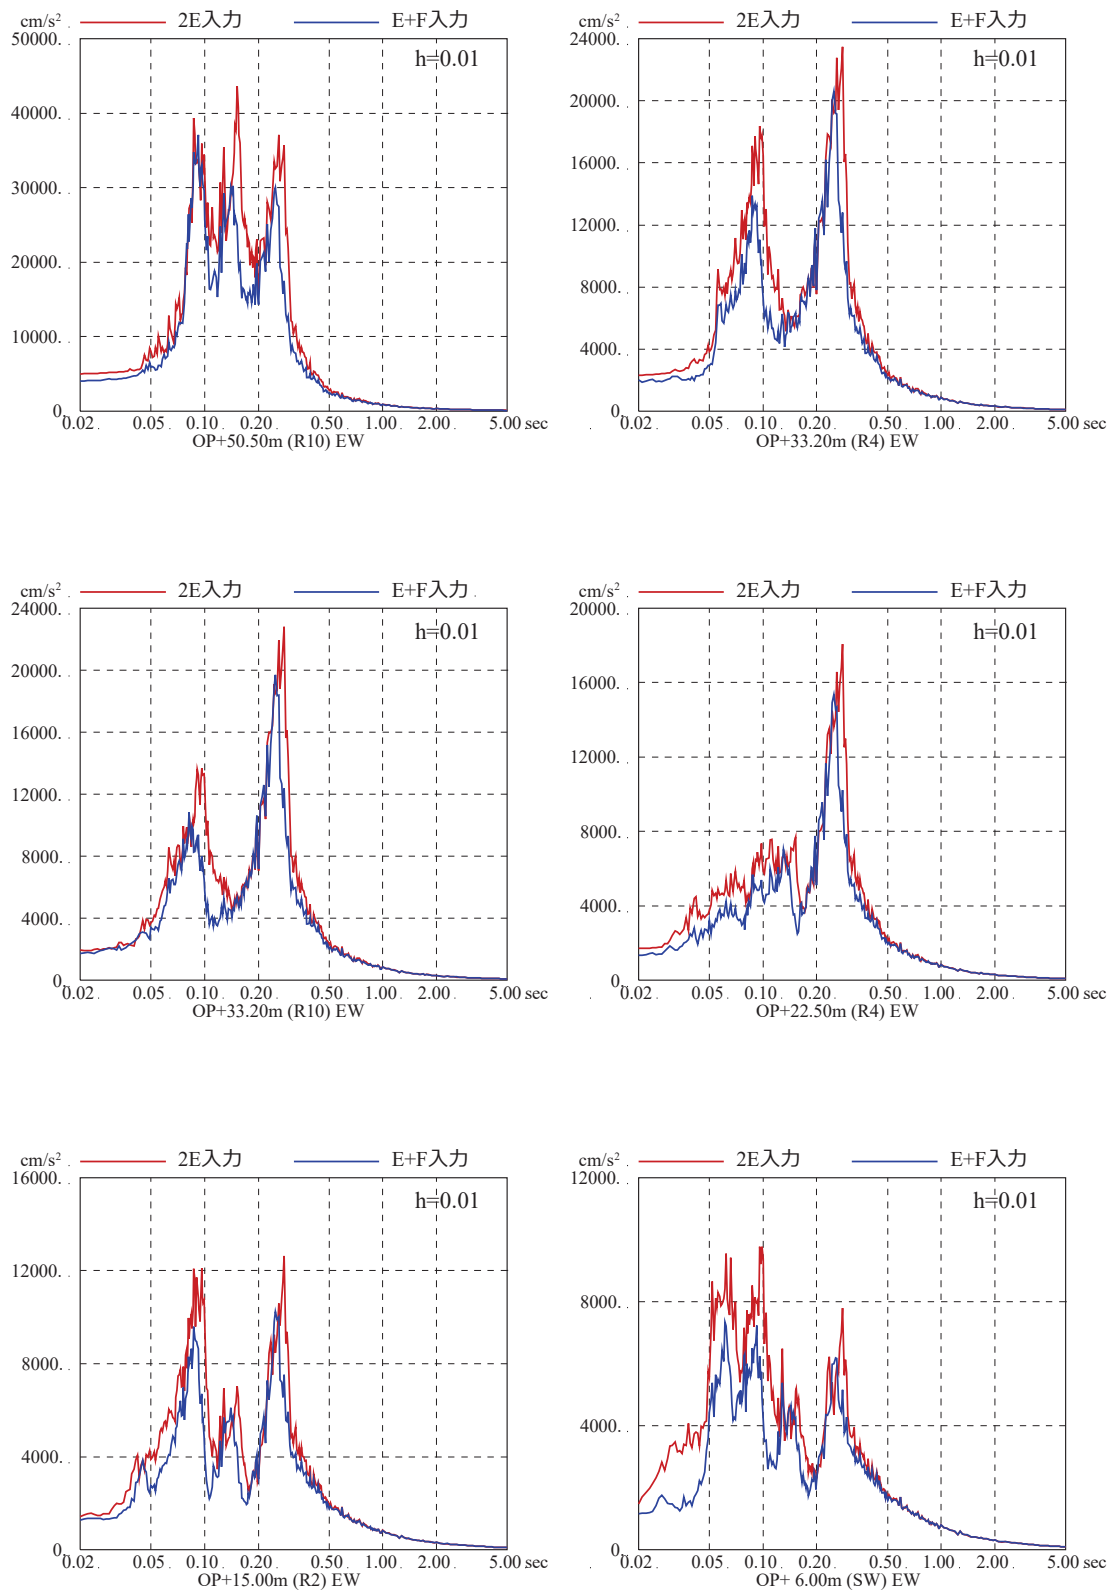 cm/s² 2E入力 E+F入力
50000.
h=0.01
40000.
30000.
20000.
10000.
0.
0.02 0.05 0.10 0.20 0.50 1.00 2.00 5.00 sec
OP+50.50m (R10) EW
cm/s² 2E入力 E+F入力
24000.
h=0.01
20000.
16000.
12000.
8000.
4000.
0.
0.02 0.05 0.10 0.20 0.50 1.00 2.00 5.00 sec
OP+33.20m (R4) EW
cm/s² 2E入力 E+F入力
24000.
h=0.01
20000.
16000.
12000.
8000.
4000.
0.
0.02 0.05 0.10 0.20 0.50 1.00 2.00 5.00 sec
OP+33.20m (R10) EW
cm/s² 2E入力 E+F入力
20000.
h=0.01
16000.
12000.
8000.
4000.
0.
0.02 0.05 0.10 0.20 0.50 1.00 2.00 5.00 sec
OP+22.50m (R4) EW
cm/s² 2E入力 E+F入力
16000.
h=0.01
12000.
8000.
4000.
0.
0.02 0.05 0.10 0.20 0.50 1.00 2.00 5.00 sec
OP+15.00m (R2) EW
cm/s² 2E入力 E+F入力
12000.
h=0.01
8000.
4000.
0.
0.02 0.05 0.10 0.20 0.50 1.00 2.00 5.00 sec
OP+ 6.00m (SW) EW